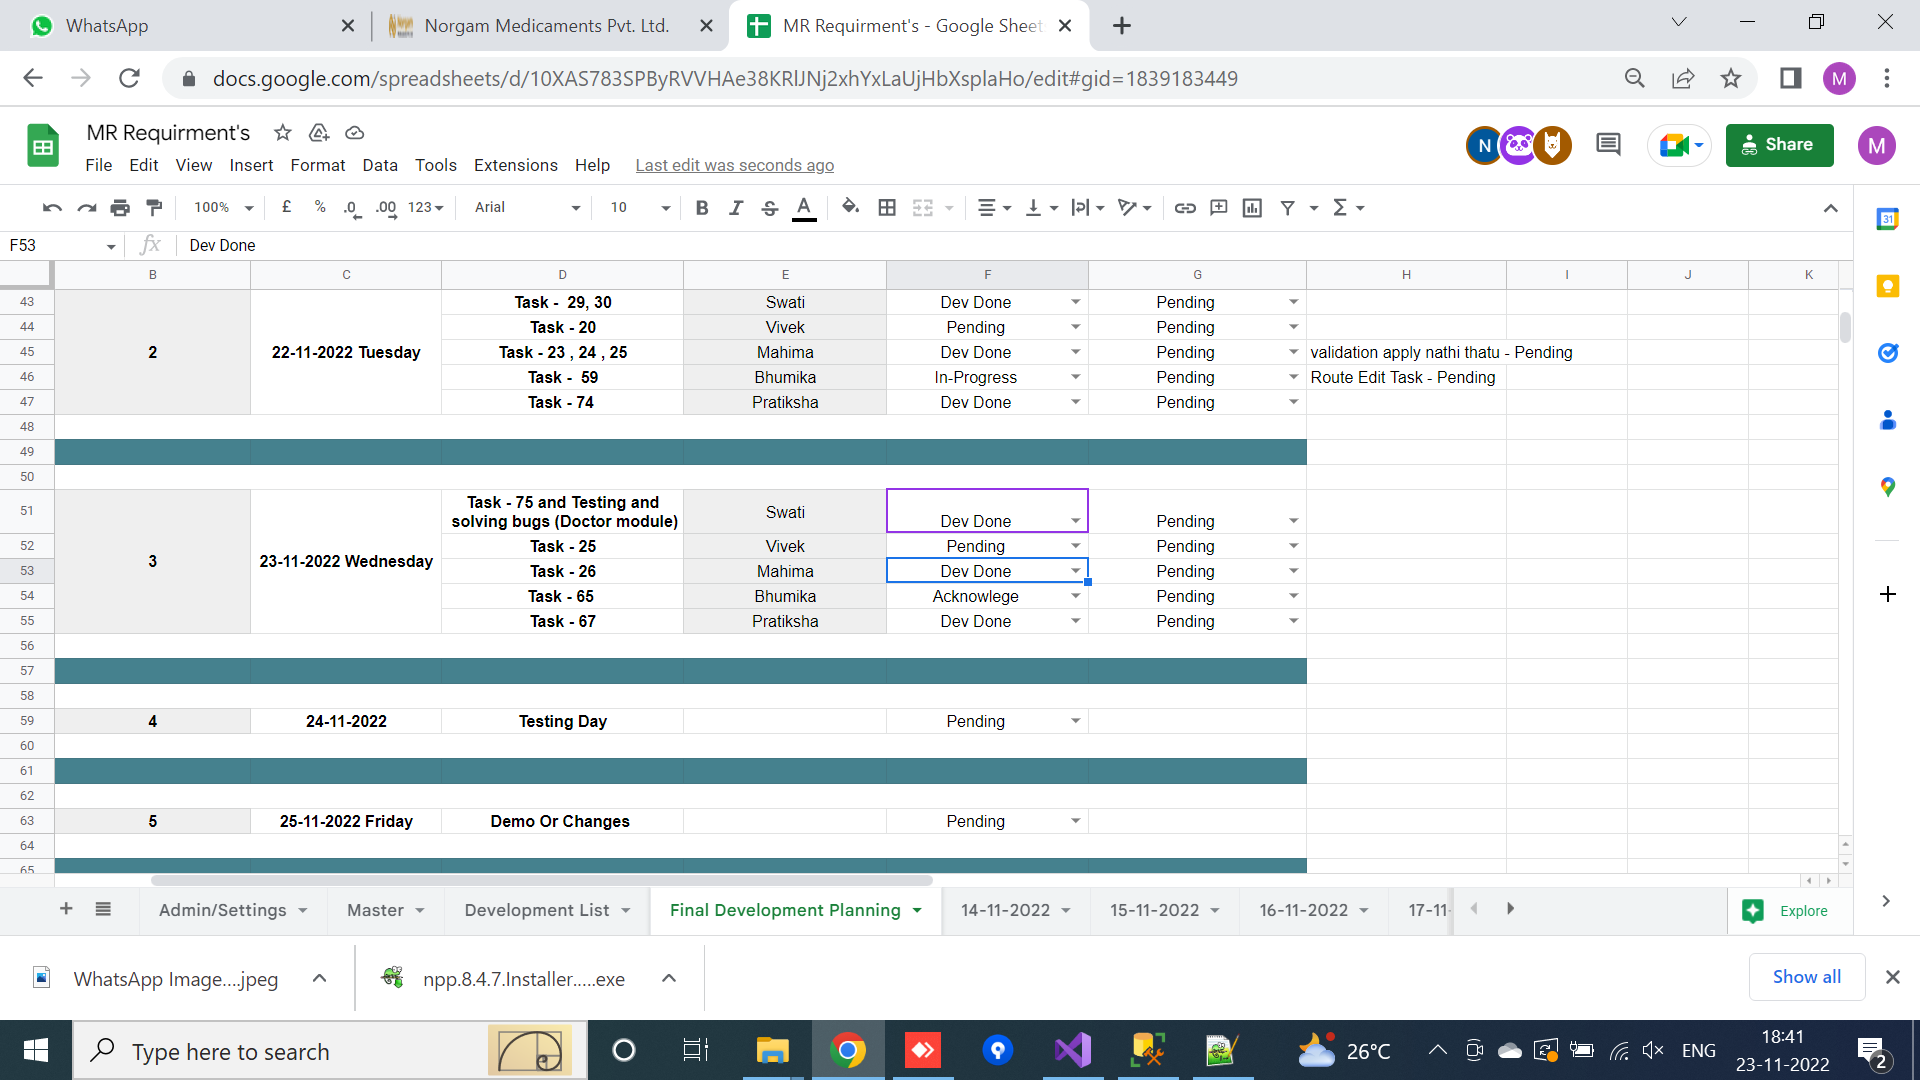 WhatsApp
Norgam Medicaments Pvt. Ltd.
MR Requirment's - Google Sheet
docs.google.com/spreadsheets/d/10XAS783SPByRVVHAe38KRlJNj2xhYxLaUjHbXsplaHo/edit#gid=1839183449
M
MR Requirment's
N
Share
M
File Edit View Insert Format Data Tools Extensions Help Last edit was seconds ago
100% £ % .0 .00 123 Arial 10 B I S A
F53 fx Dev Done
B C D E F G H I J K
43 Task - 29, 30 Swati Dev Done Pending
44 Task - 20 Vivek Pending Pending
45 2 22-11-2022 Tuesday Task - 23 , 24 , 25 Mahima Dev Done Pending validation apply nathi thatu - Pending
46 Task - 59 Bhumika In-Progress Pending Route Edit Task - Pending
47 Task - 74 Pratiksha Dev Done Pending
48
49
50
51 Task - 75 and Testing and solving bugs (Doctor module) Swati Dev Done Pending
52 Task - 25 Vivek Pending Pending
53 3 23-11-2022 Wednesday Task - 26 Mahima Dev Done Pending
54 Task - 65 Bhumika Acknowlege Pending
55 Task - 67 Pratiksha Dev Done Pending
56
57
58
59 4 24-11-2022 Testing Day Pending
60
61
62
63 5 25-11-2022 Friday Demo Or Changes Pending
64
65
Admin/Settings Master Development List Final Development Planning 14-11-2022 15-11-2022 16-11-2022 17-11- Explore
WhatsApp Image....jpeg
npp.8.4.7.Installer.....exe
Show all
Type here to search
26°C
ENG
18:41
23-11-2022
2
31